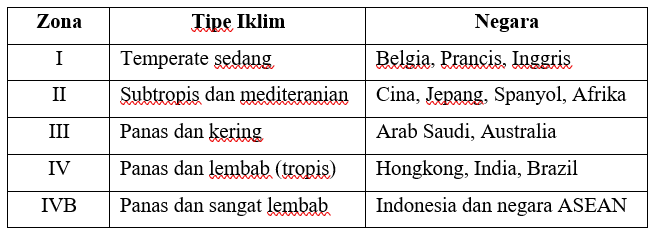 Zona Tipe Iklim Negara
I Temperate sedang Belgia, Prancis, Inggris
II Subtropis dan mediteranian Cina, Jepang, Spanyol, Afrika
III Panas dan kering Arab Saudi, Australia
IV Panas dan lembab (tropis) Hongkong, India, Brazil
IVB Panas dan sangat lembab Indonesia dan negara ASEAN